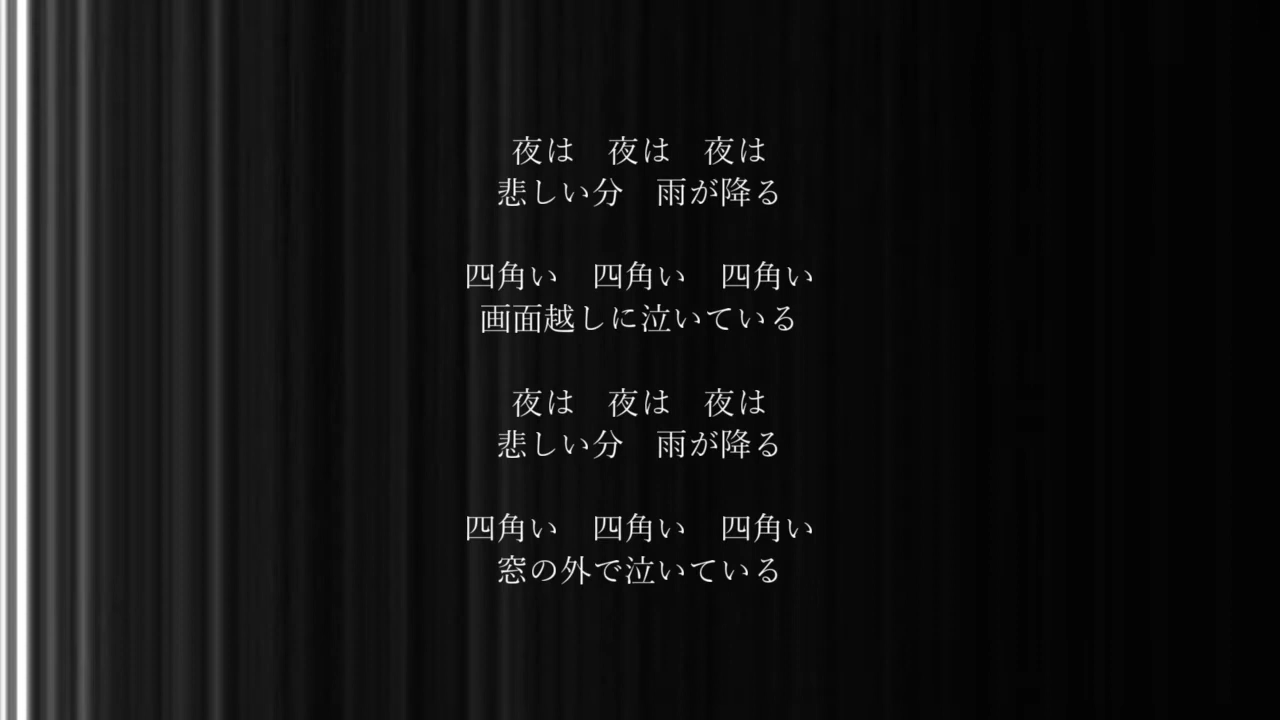 夜は　夜は　夜は
悲しい分　雨が降る
四角い　四角い　四角い
画面越しに泣いている
夜は　夜は　夜は
悲しい分　雨が降る
四角い　四角い　四角い
窓の外で泣いている